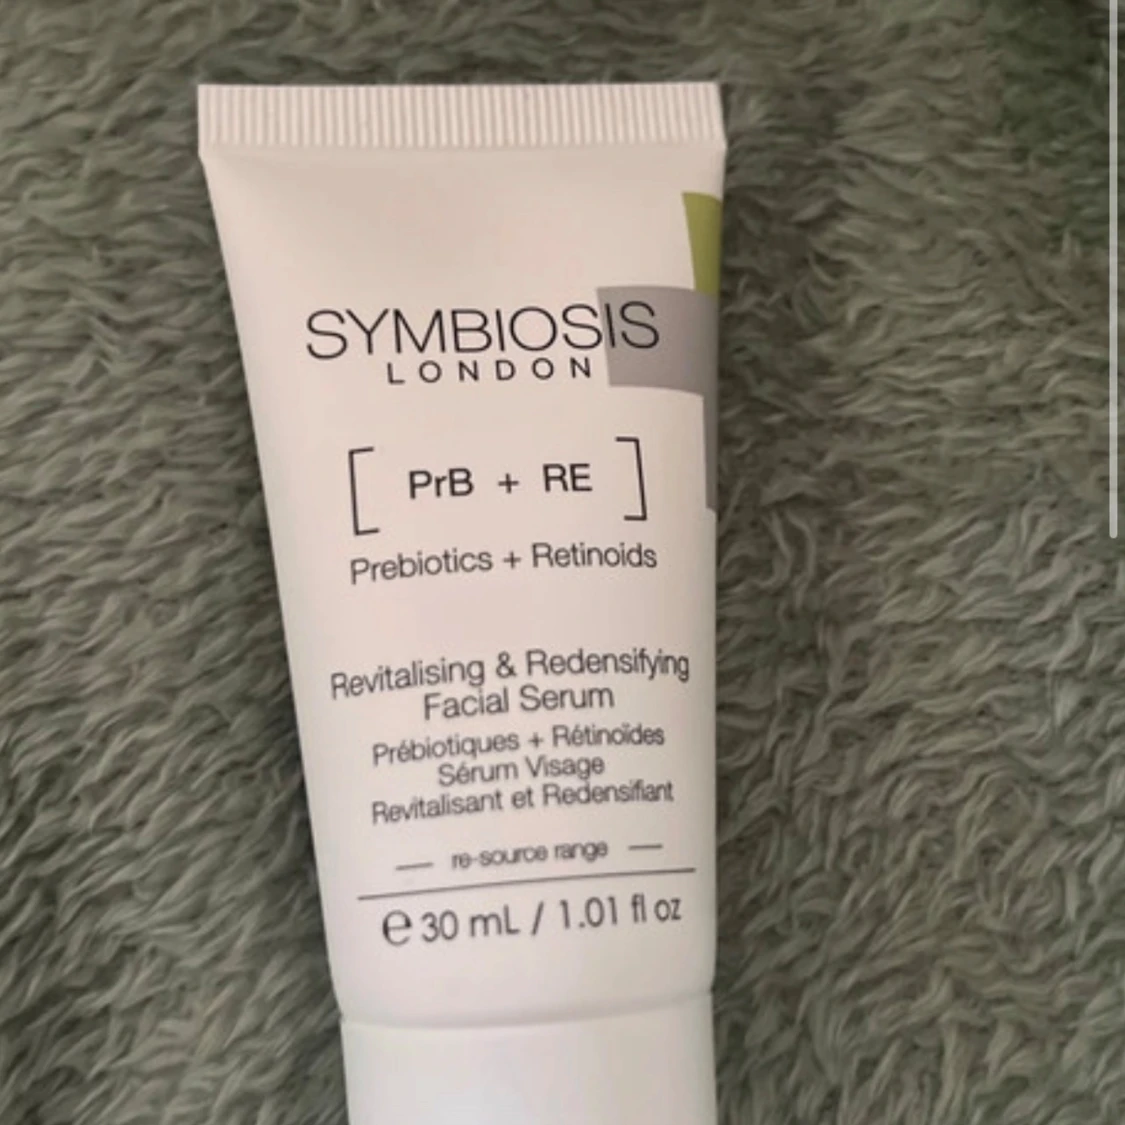 SYMBIOSIS
LONDON
[ PrB + RE ]
Prebiotics + Retinoids
Revitalising & Redensifying
Facial Serum
Prébiotiques + Rétinoïdes
Sérum Visage
Revitalisant et Redensifiant
— re-source range —
℮ 30 mL / 1.01 fl oz